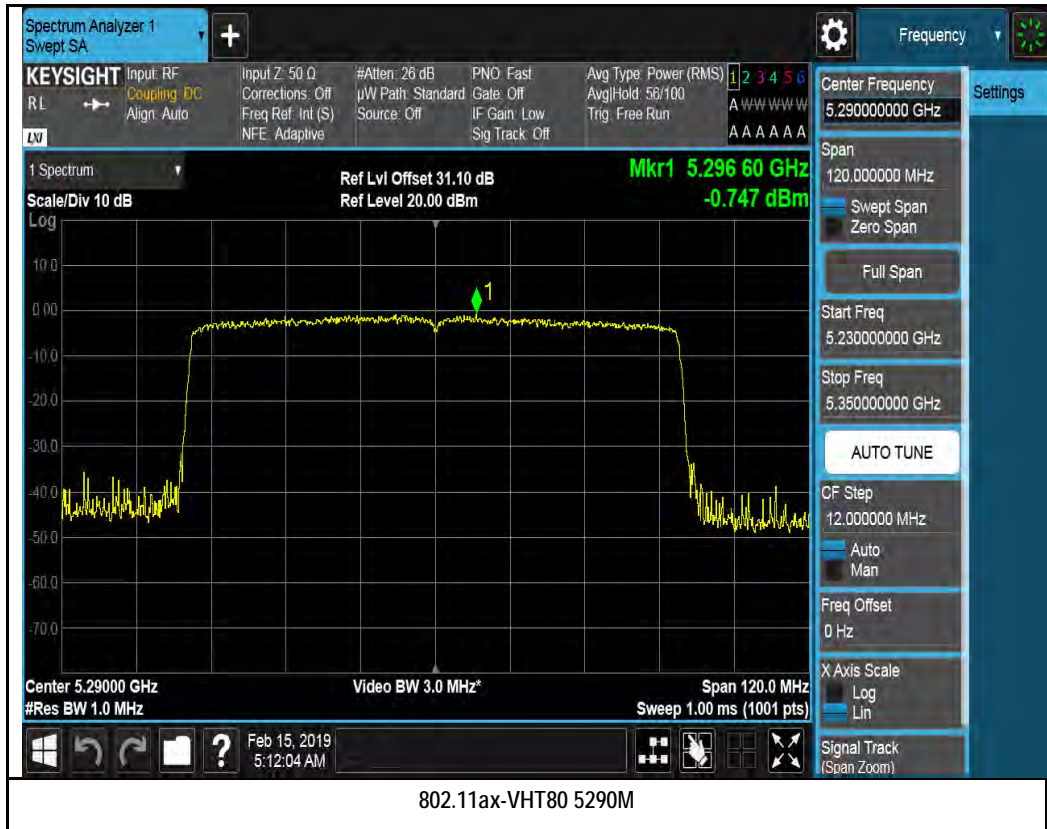 Spectrum Analyzer 1
Swept SA
+
Frequency
KEYSIGHT
RL
LXI
Input: RF
Coupling: DC
Align: Auto
Input Z: 50 Ω
Corrections: Off
Freq Ref: Int (S)
NFE: Adaptive
#Atten: 26 dB
µW Path: Standard
Source: Off
PNO: Fast
Gate: Off
IF Gain: Low
Sig Track: Off
Avg Type: Power (RMS)
Avg|Hold: 56/100
Trig: Free Run
1 2 3 4 5 6
A W W W W W
A A A A A A
1 Spectrum
Scale/Div 10 dB
Ref Lvl Offset 31.10 dB
Ref Level 20.00 dBm
Mkr1 5.296 60 GHz
-0.747 dBm
Log
10.0
0.00
-10.0
-20.0
-30.0
-40.0
-50.0
-60.0
-70.0
1
Center 5.29000 GHz
#Res BW 1.0 MHz
Video BW 3.0 MHz*
Span 120.0 MHz
Sweep 1.00 ms (1001 pts)
Center Frequency
5.290000000 GHz
Settings
Span
120.000000 MHz
Swept Span
Zero Span
Full Span
Start Freq
5.230000000 GHz
Stop Freq
5.350000000 GHz
AUTO TUNE
CF Step
12.000000 MHz
Auto
Man
Freq Offset
0 Hz
X Axis Scale
Log
Lin
Signal Track
(Span Zoom)
?
Feb 15, 2019
5:12:04 AM
802.11ax-VHT80 5290M